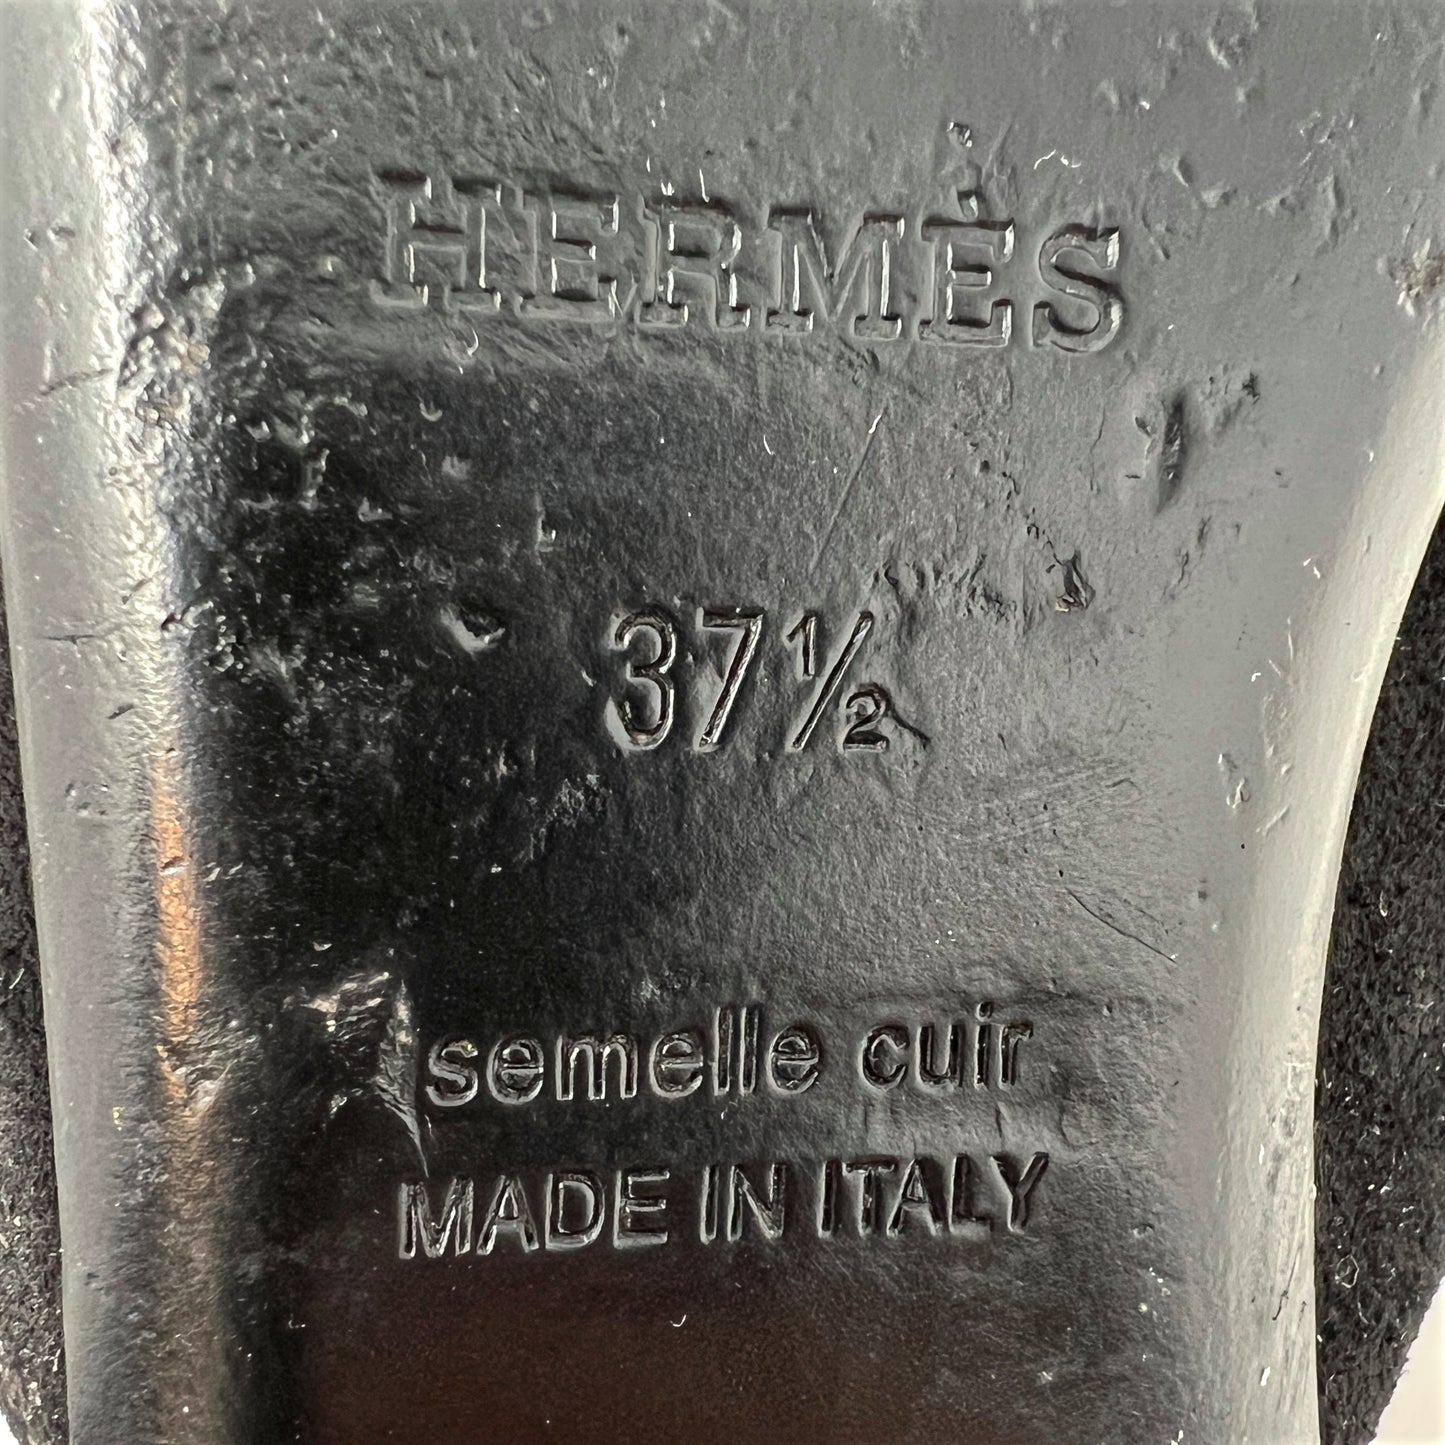 HERMÈS
37½
semelle cuir
MADE IN ITALY